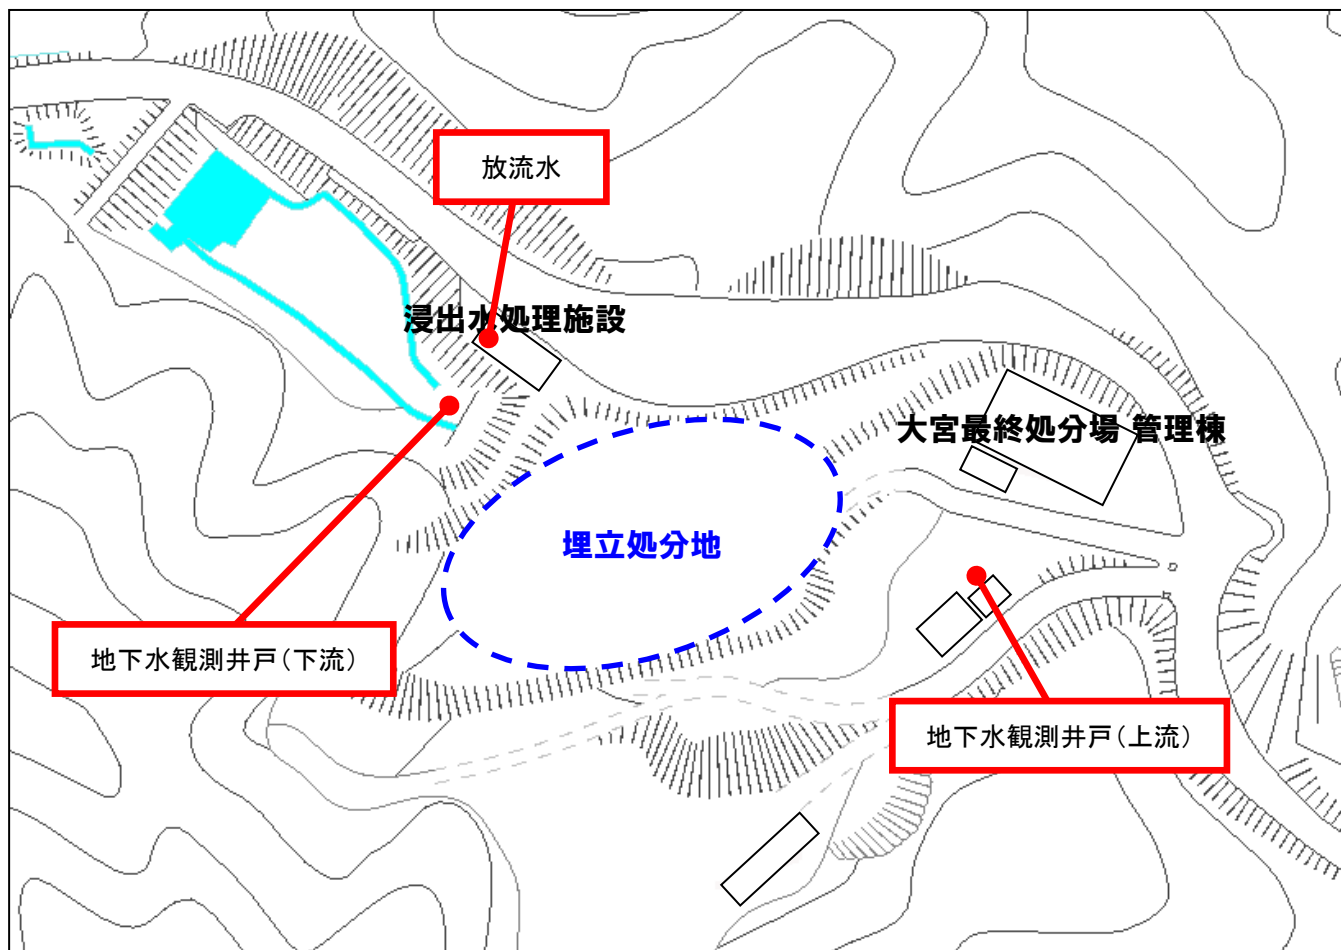 放流水
浸出水処理施設
大宮最終処分場 管理棟
埋立処分地
地下水観測井戸(下流)
地下水観測井戸(上流)